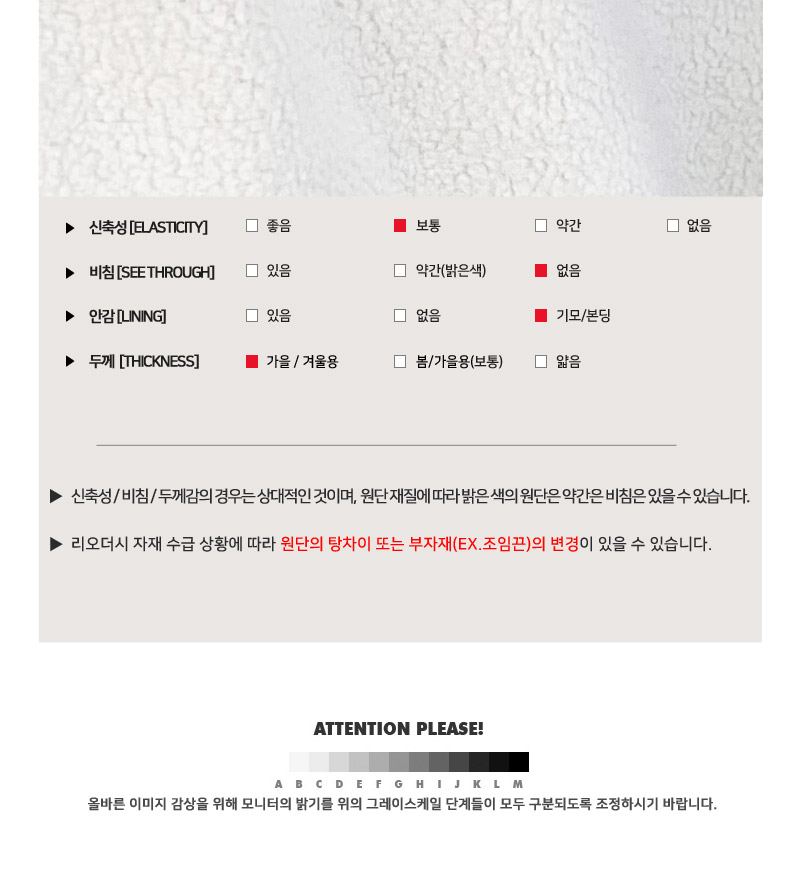 ▶ 신축성 [ELASTICITY] 좋음 보통 약간 없음
▶ 비침 [SEE THROUGH] 있음 약간(밝은색) 없음
▶ 안감 [LINING] 있음 없음 기모/본딩
▶ 두께 [THICKNESS] 가을 / 겨울용 봄/가을용(보통) 얇음
▶ 신축성 / 비침 / 두께감의 경우는 상대적인 것이며, 원단 재질에 따라 밝은 색의 원단은 약간은 비침은 있을 수 있습니다.
▶ 리오더시 자재 수급 상황에 따라 원단의 탕차이 또는 부자재(EX.조임끈)의 변경이 있을 수 있습니다.
ATTENTION PLEASE!
A B C D E F G H I J K L M
올바른 이미지 감상을 위해 모니터의 밝기를 위의 그레이스케일 단계들이 모두 구분되도록 조정하시기 바랍니다.